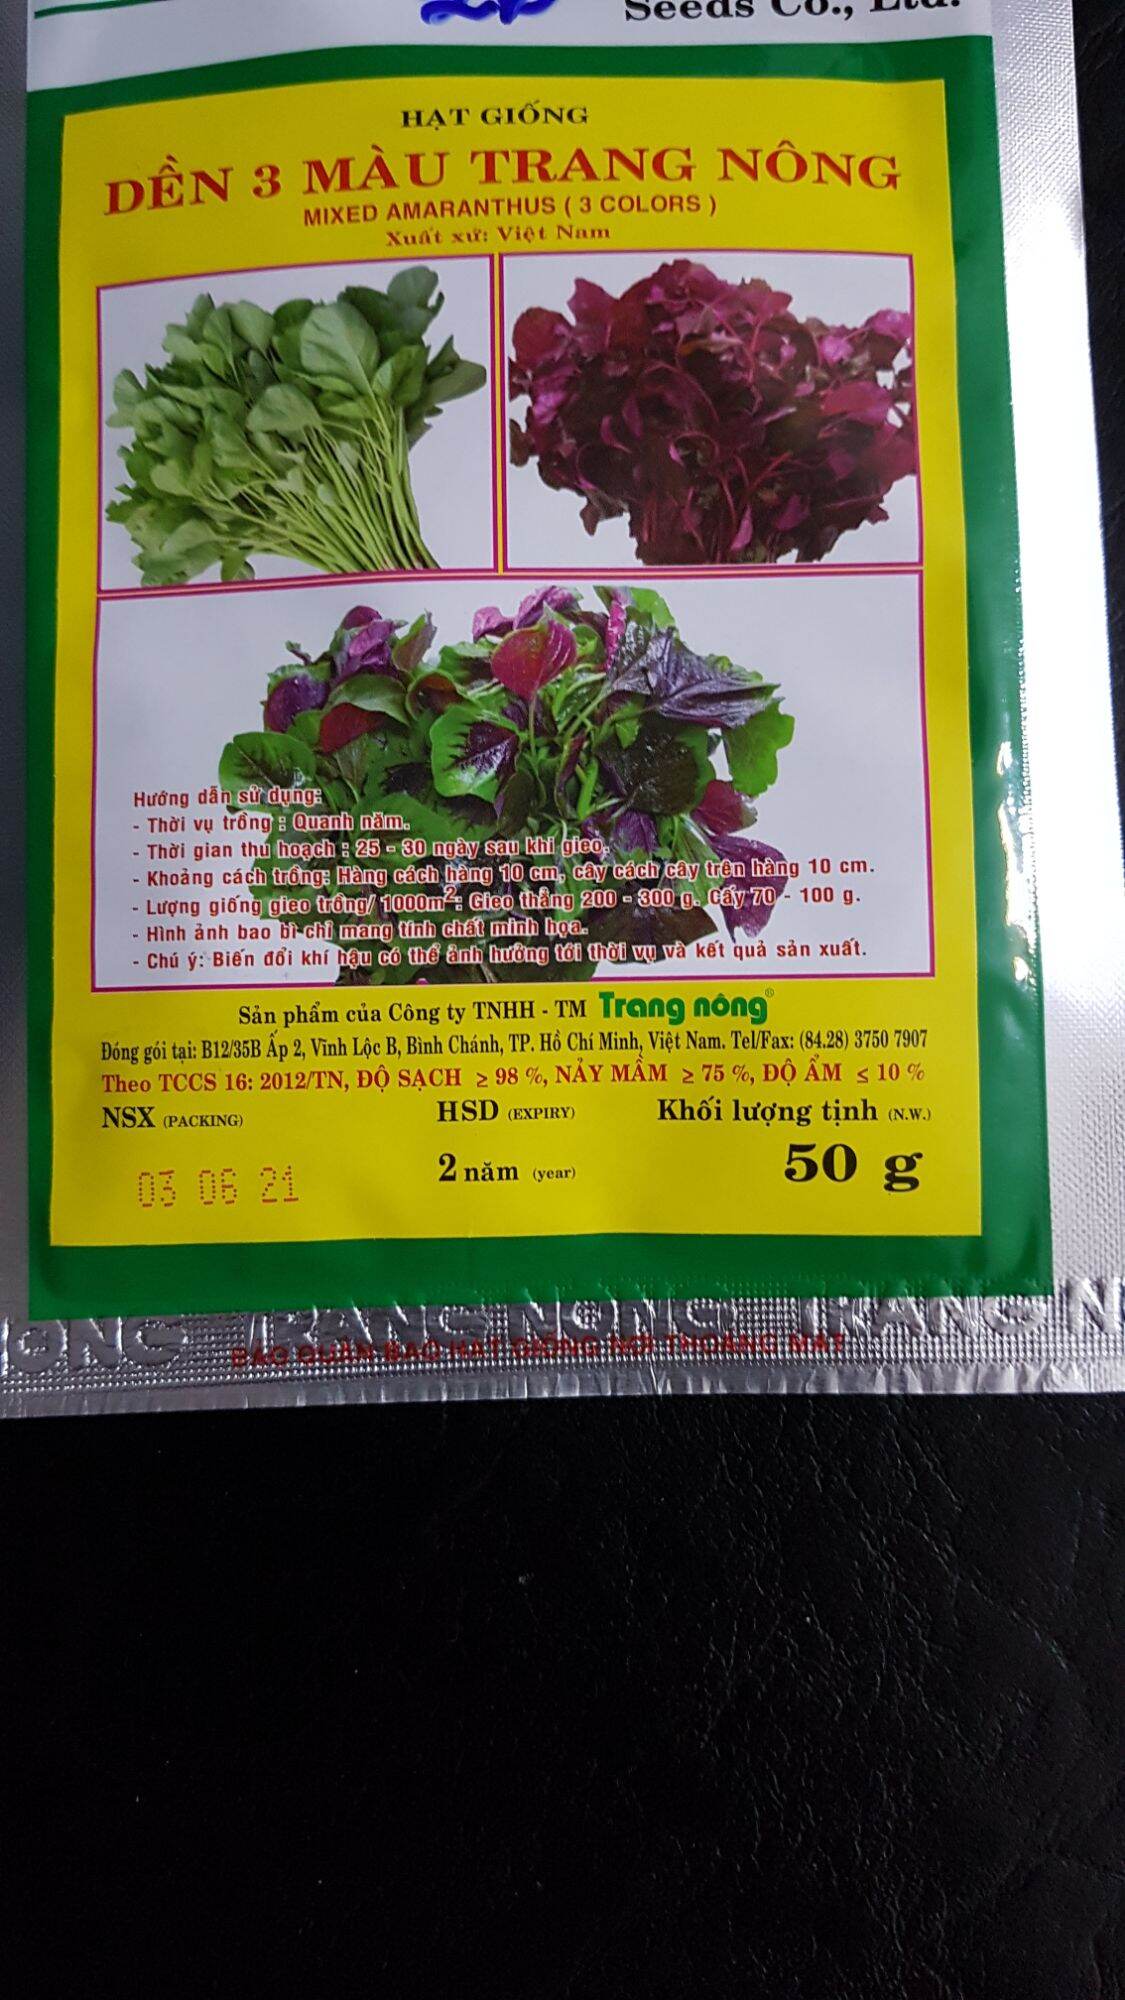 Seeds Co., Ltd.
HẠT GIỐNG
DỀN 3 MÀU TRANG NÔNG
MIXED AMARANTHUS ( 3 COLORS )
Xuất xứ: Việt Nam
Hướng dẫn sử dụng:
- Thời vụ trồng : Quanh năm.
- Thời gian thu hoạch : 25 - 30 ngày sau khi gieo.
- Khoảng cách trồng: Hàng cách hàng 10 cm, cây cách cây trên hàng 10 cm.
- Lượng giống gieo trồng/ 1000m²: Gieo thẳng 200 - 300 g. Cấy 70 - 100 g.
- Hình ảnh bao bì chỉ mang tính chất minh họa.
- Chú ý: Biến đổi khí hậu có thể ảnh hưởng tới thời vụ và kết quả sản xuất.
Sản phẩm của Công ty TNHH - TM Trang nông®
Đóng gói tại: B12/35B Ấp 2, Vĩnh Lộc B, Bình Chánh, TP. Hồ Chí Minh, Việt Nam. Tel/Fax: (84.28) 3750 7907
Theo TCCS 16: 2012/TN, ĐỘ SẠCH ≥ 98 %, NẢY MẦM ≥ 75 %, ĐỘ ẨM ≤ 10 %
NSX (PACKING) HSD (EXPIRY) Khối lượng tịnh (N.W.)
03 06 21 2 năm (year) 50 g
ONG TRANG NONG TRANG N
BẢO QUẢN BAO HẠT GIỐNG NƠI THOÁNG MÁT